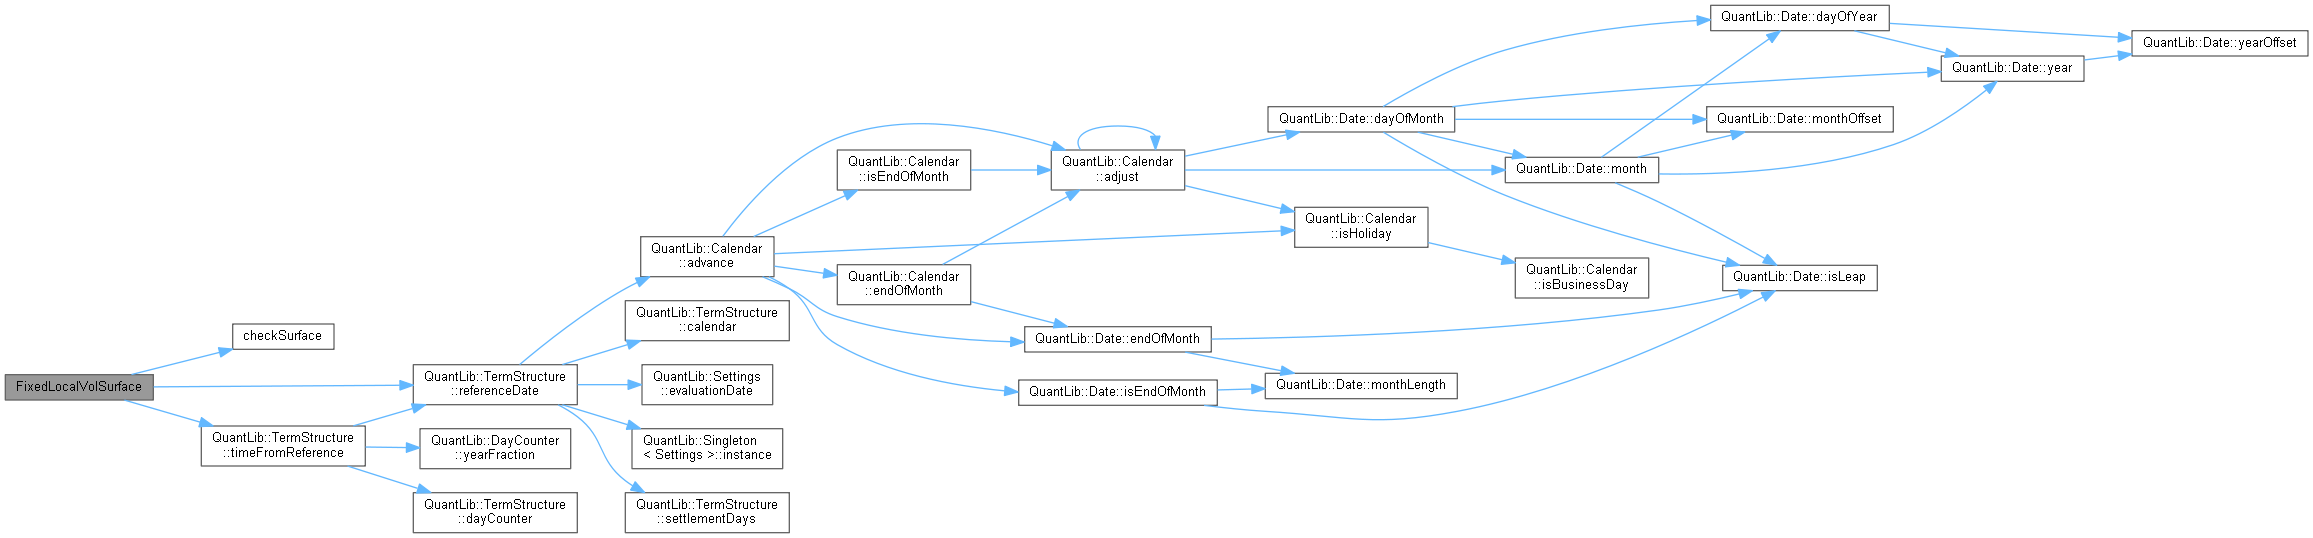 FixedLocalVolSurface
checkSurface
QuantLib::TermStructure
::timeFromReference
QuantLib::TermStructure
::referenceDate
QuantLib::DayCounter
::yearFraction
QuantLib::TermStructure
::dayCounter
QuantLib::Calendar
::advance
QuantLib::TermStructure
::calendar
QuantLib::Settings
::evaluationDate
QuantLib::Singleton
< Settings >::instance
QuantLib::TermStructure
::settlementDays
QuantLib::Calendar
::isEndOfMonth
QuantLib::Calendar
::endOfMonth
QuantLib::Calendar
::adjust
QuantLib::Date::endOfMonth
QuantLib::Date::isEndOfMonth
QuantLib::Date::dayOfMonth
QuantLib::Calendar
::isHoliday
QuantLib::Date::monthLength
QuantLib::Date::month
QuantLib::Calendar
::isBusinessDay
QuantLib::Date::dayOfYear
QuantLib::Date::monthOffset
QuantLib::Date::isLeap
QuantLib::Date::year
QuantLib::Date::yearOffset